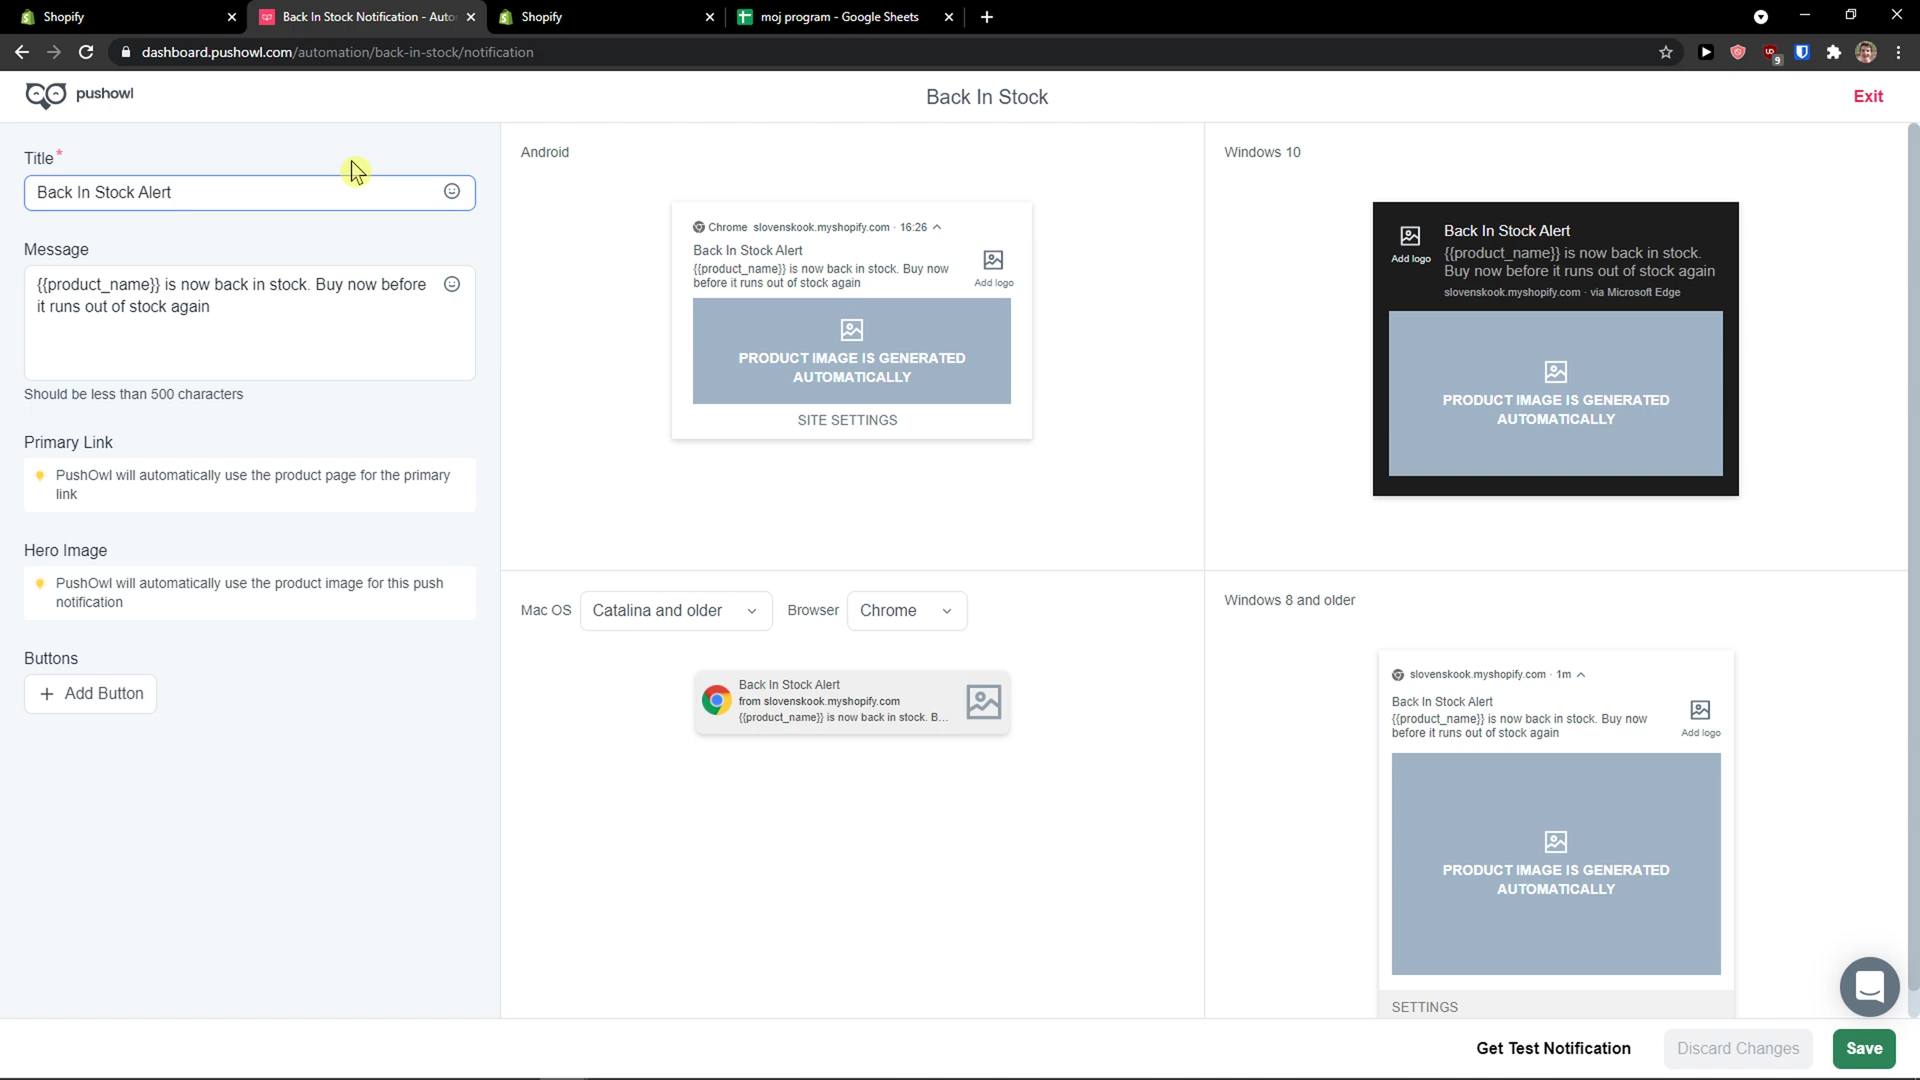 Shopify
Back In Stock Notification - Auto
Shopify
moj program - Google Sheets
dashboard.pushowl.com/automation/back-in-stock/notification
9
pushowl
Back In Stock
Exit
Title*
Back In Stock Alert
Message
{{product_name}} is now back in stock. Buy now before
it runs out of stock again
Should be less than 500 characters
Primary Link
PushOwl will automatically use the product page for the primary
link
Hero Image
PushOwl will automatically use the product image for this push
notification
Buttons
+ Add Button
Android
Chrome slovenskook.myshopify.com · 16:26
Back In Stock Alert
{{product_name}} is now back in stock. Buy now
before it runs out of stock again
Add logo
PRODUCT IMAGE IS GENERATED
AUTOMATICALLY
SITE SETTINGS
Windows 10
Add logo
Back In Stock Alert
{{product_name}} is now back in stock.
Buy now before it runs out of stock again
slovenskook.myshopify.com · via Microsoft Edge
PRODUCT IMAGE IS GENERATED
AUTOMATICALLY
Mac OS Catalina and older Browser Chrome
Back In Stock Alert
from slovenskook.myshopify.com
{{product_name}} is now back in stock. B...
Windows 8 and older
slovenskook.myshopify.com · 1m
Back In Stock Alert
{{product_name}} is now back in stock. Buy now
before it runs out of stock again
Add logo
PRODUCT IMAGE IS GENERATED
AUTOMATICALLY
SETTINGS
Get Test Notification
Discard Changes
Save